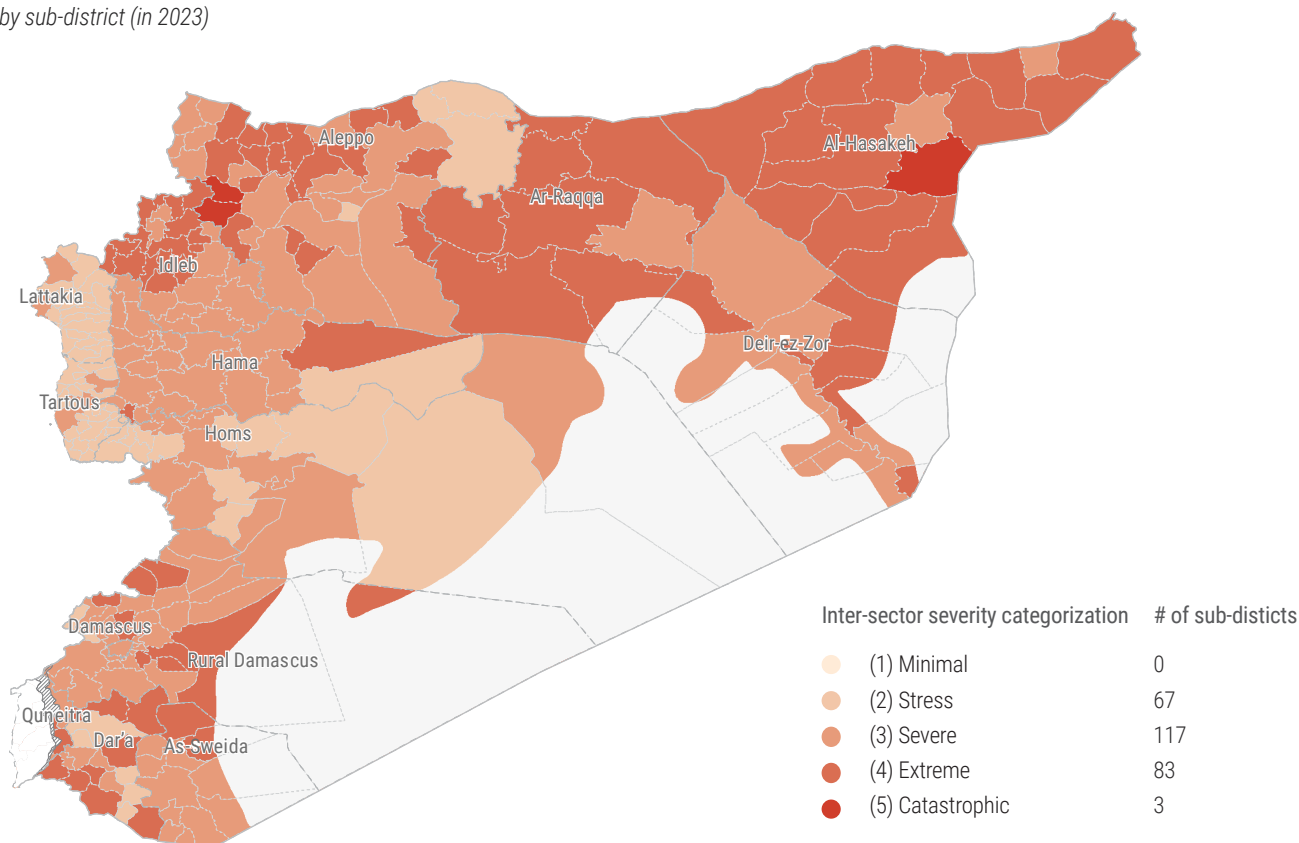 by sub-district (in 2023)
Aleppo
Al-Hasakeh
Ar-Raqqa
Idleb
Lattakia
Deir-ez-Zor
Hama
Tartous
Homs
Damascus
Rural Damascus
Quneitra
Dar'a
As-Sweida
Inter-sector severity categorization # of sub-disticts
(1) Minimal 0
(2) Stress 67
(3) Severe 117
(4) Extreme 83
(5) Catastrophic 3